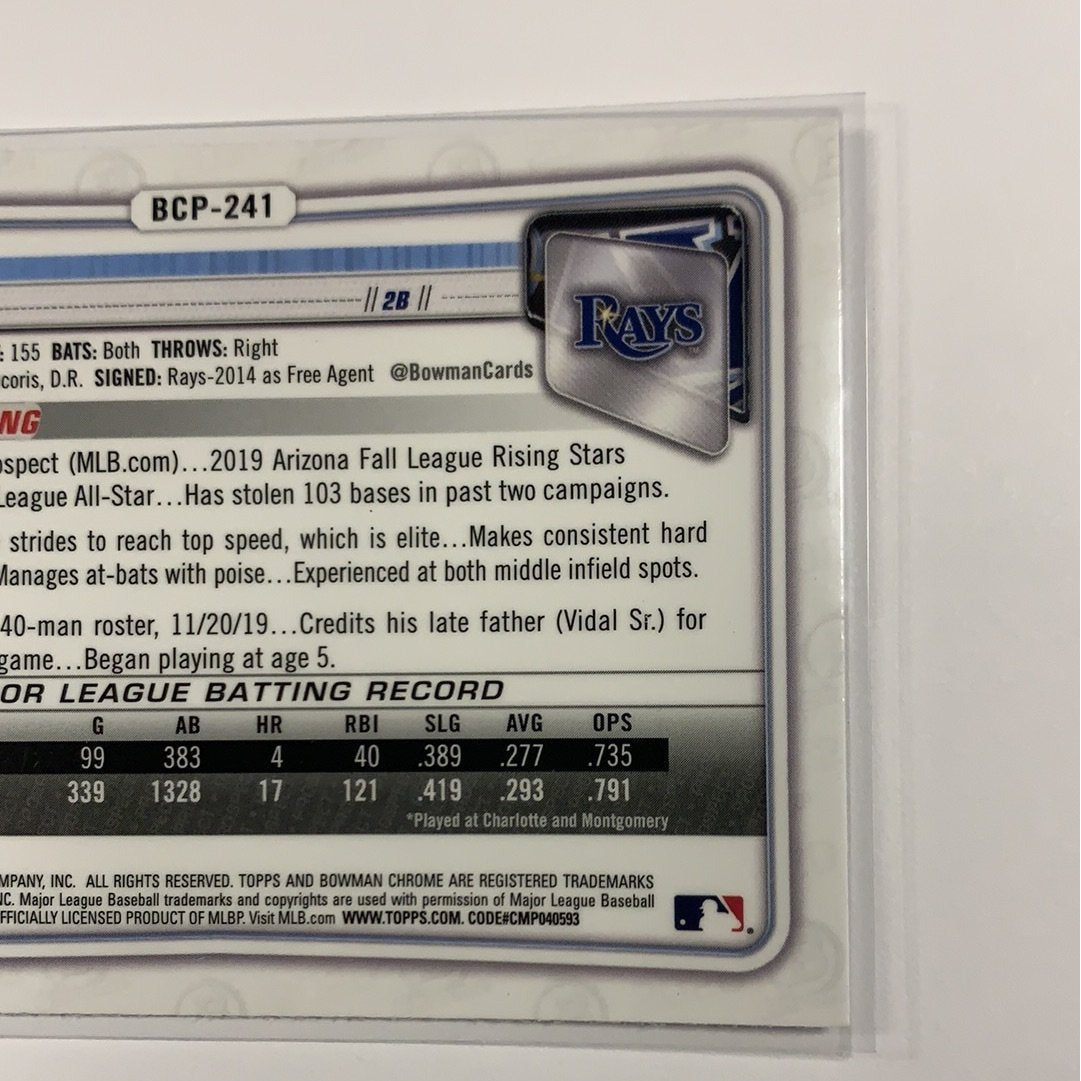 BCP-241
// 2B //
RAYS™
: 155 BATS: Both THROWS: Right
coris, D.R. SIGNED: Rays-2014 as Free Agent @BowmanCards
NG
ospect (MLB.com)...2019 Arizona Fall League Rising Stars
League All-Star...Has stolen 103 bases in past two campaigns.
strides to reach top speed, which is elite...Makes consistent hard
Manages at-bats with poise...Experienced at both middle infield spots.
40-man roster, 11/20/19...Credits his late father (Vidal Sr.) for
game...Began playing at age 5.
OR LEAGUE BATTING RECORD
G AB HR RBI SLG AVG OPS
99 383 4 40 .389 .277 .735
339 1328 17 121 .419 .293 .791
*Played at Charlotte and Montgomery
MPANY, INC. ALL RIGHTS RESERVED. TOPPS AND BOWMAN CHROME ARE REGISTERED TRADEMARKS
NC. Major League Baseball trademarks and copyrights are used with permission of Major League Baseball
FFICIALLY LICENSED PRODUCT OF MLBP. Visit MLB.com WWW.TOPPS.COM. CODE#CMP040593